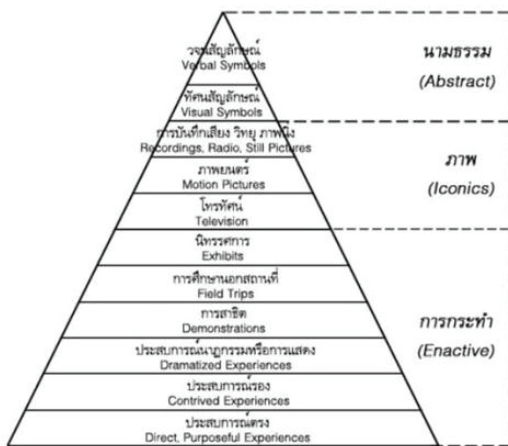 วจนสัญลักษณ์
Verbal Symbols
ทัศนสัญลักษณ์
Visual Symbols
การบันทึกเสียง วิทยุ ภาพนิ่ง
Recordings, Radio, Still Pictures
ภาพยนตร์
Motion Pictures
โทรทัศน์
Television
นิทรรศการ
Exhibits
การศึกษานอกสถานที่
Field Trips
การสาธิต
Demonstrations
ประสบการณ์นาฏกรรมหรือการแสดง
Dramatized Experiences
ประสบการณ์รอง
Contrived Experiences
ประสบการณ์ตรง
Direct, Purposeful Experiences
นามธรรม
(Abstract)
ภาพ
(Iconics)
การกระทำ
(Enactive)